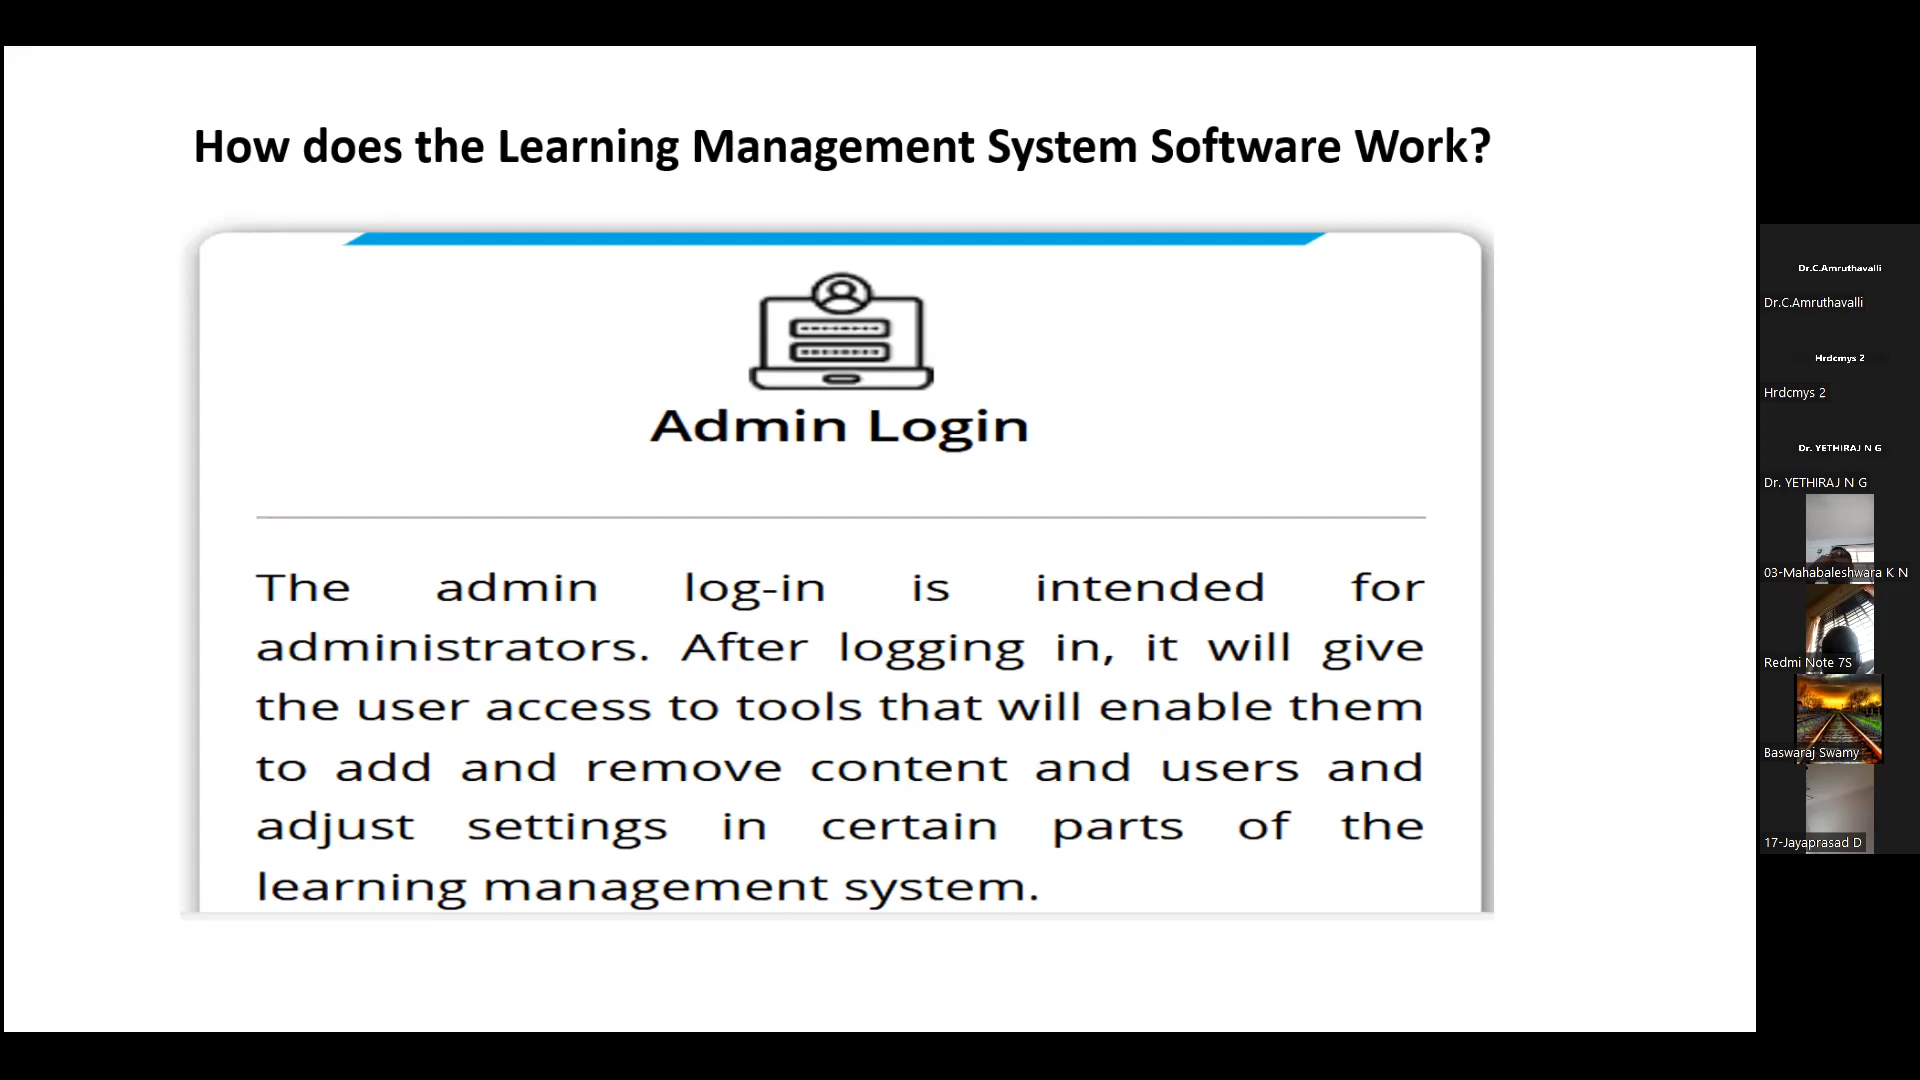 How does the Learning Management System Software Work?
Admin Login
The admin log-in is intended for
administrators. After logging in, it will give
the user access to tools that will enable them
to add and remove content and users and
adjust settings in certain parts of the
learning management system.
Dr.C.Amruthavalli
Dr.C.Amruthavalli
Hrdcmys 2
Hrdcmys 2
Dr. YETHIRAJ N G
Dr. YETHIRAJ N G
03-Mahabaleshwara K N
Redmi Note 7S
Baswaraj Swamy
17-Jayaprasad D